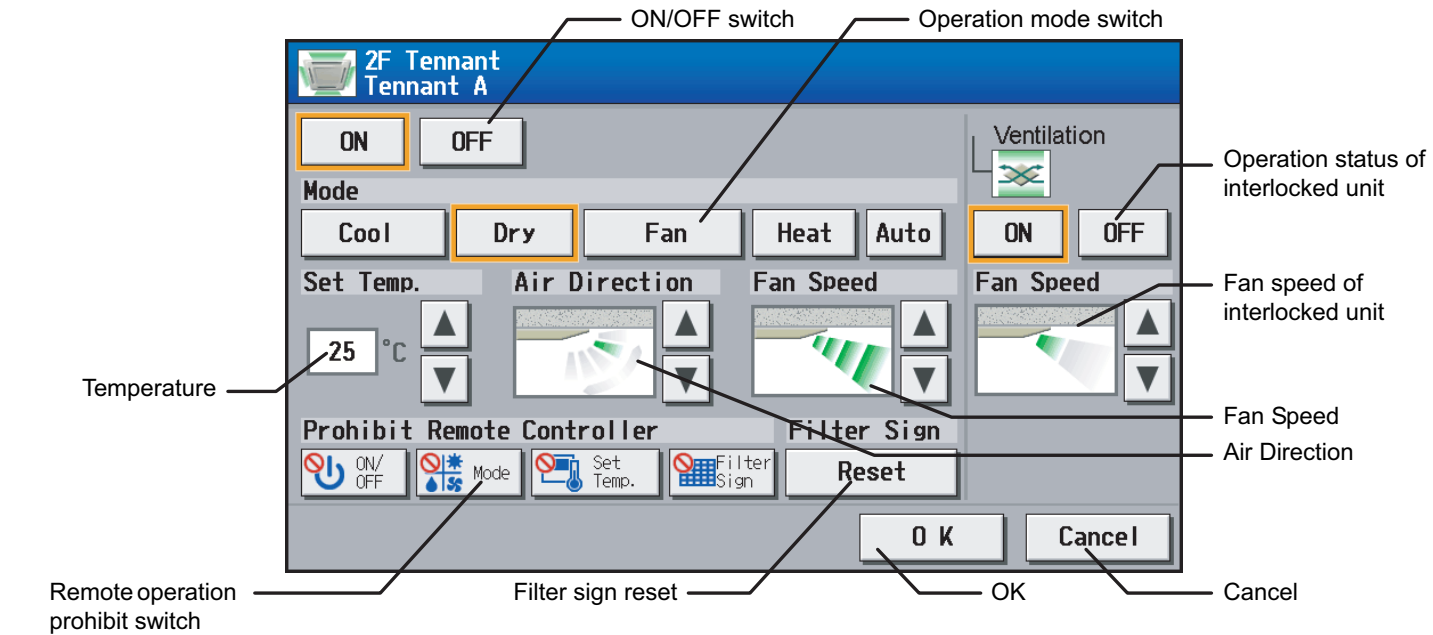 ON/OFF switch
Operation mode switch
2F Tennant
Tennant A
ON
OFF
Ventilation
Operation status of
interlocked unit
Mode
Cool
Dry
Fan
Heat
Auto
ON
OFF
Set Temp.
Air Direction
Fan Speed
Fan Speed
Fan speed of
interlocked unit
25 °C
Temperature
Fan Speed
Prohibit Remote Controller
Filter Sign
Air Direction
ON/
OFF
Mode
Set
Temp.
Filter
Sign
Reset
O K
Cancel
Remote operation
prohibit switch
Filter sign reset
OK
Cancel